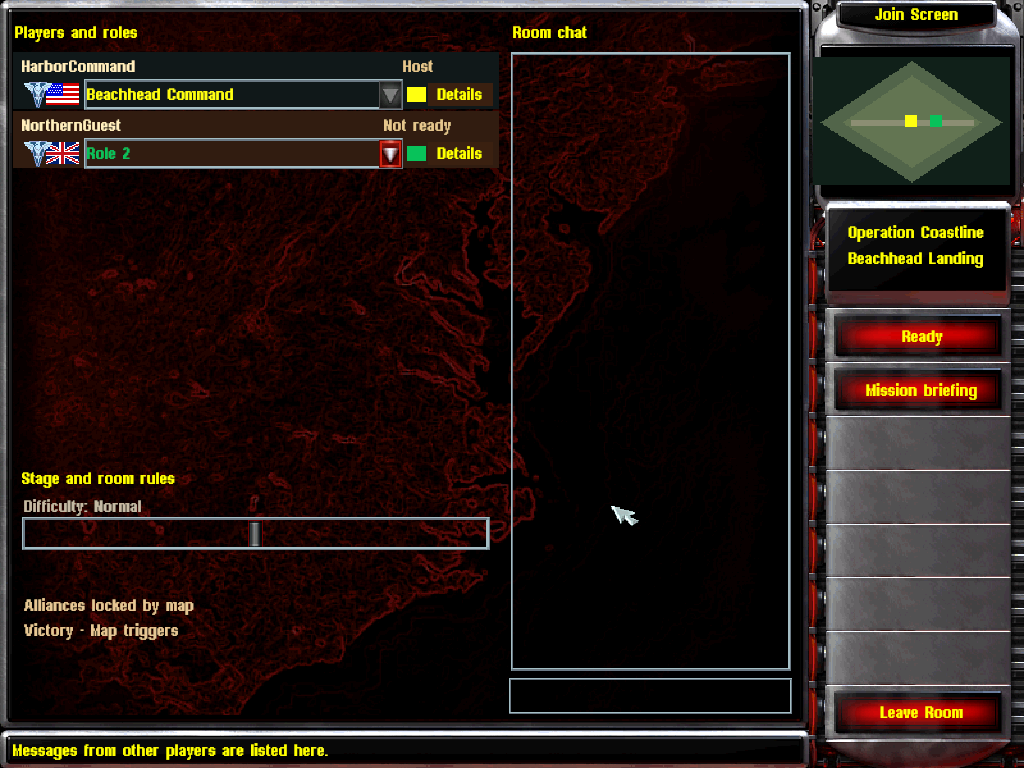 Join Screen
Players and roles
Room chat
HarborCommand
Host
Beachhead Command
Details
NorthernGuest
Not ready
Role 2
Details
Operation Coastline
Beachhead Landing
Ready
Mission briefing
Stage and room rules
Difficulty: Normal
Alliances locked by map
Victory - Map triggers
Leave Room
Messages from other players are listed here.